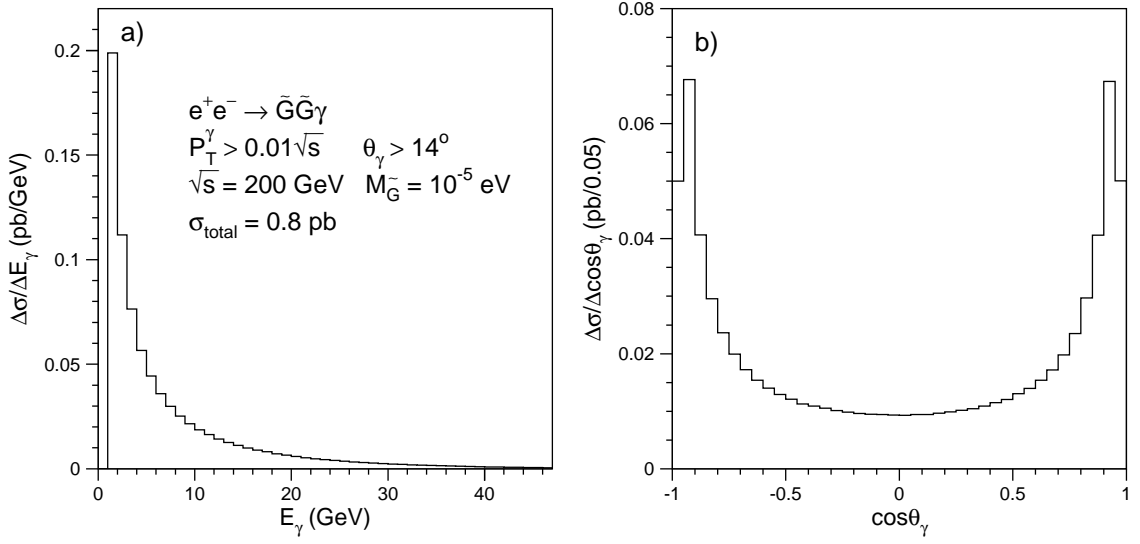 a)
e⁺e⁻ → G̃G̃γ
P_T^γ > 0.01√s θ_γ > 14°
√s = 200 GeV M_G̃ = 10⁻⁵ eV
σ_total = 0.8 pb
Δσ/ΔE_γ (pb/GeV)
0.2
0.15
0.1
0.05
0
0 20 40
E_γ (GeV)
b)
Δσ/Δcosθ_γ (pb/0.05)
0.08
0.06
0.04
0.02
0
-1 -0.5 0 0.5 1
cosθ_γ